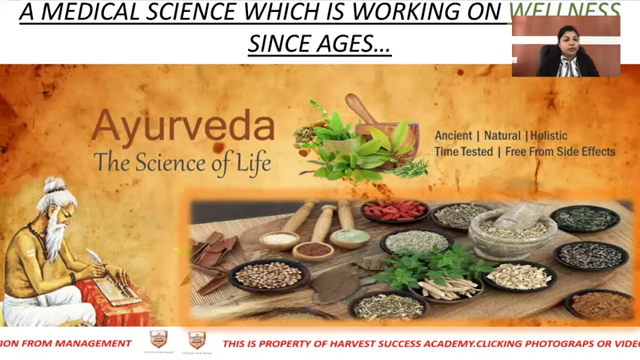 A MEDICAL SCIENCE WHICH IS WORKING ON WELLNESS
SINCE AGES...
Ayurveda
The Science of Life
Ancient | Natural |Holistic
Time Tested | Free From Side Effects
ION FROM MANAGEMENT
THIS IS PROPERTY OF HARVEST SUCCESS ACADEMY.CLICKING PHOTOGRAPS OR VIDE